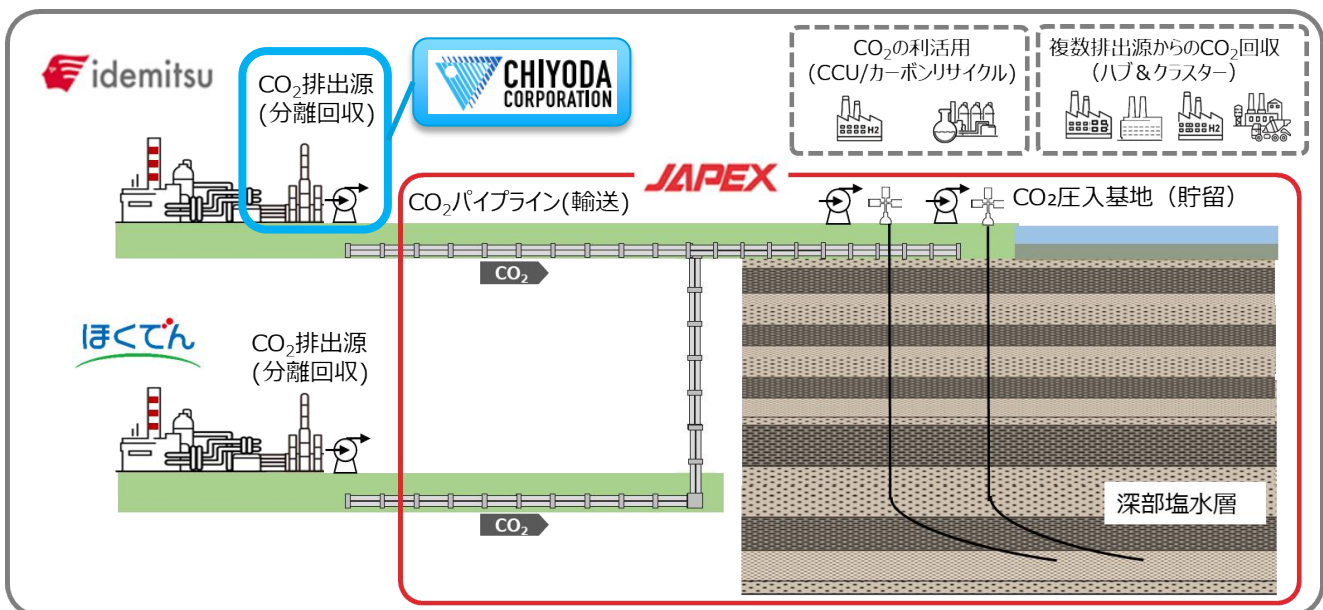 idemitsu
CO₂排出源
(分離回収)
CHIYODA
CORPORATION
CO₂の利活用
(CCU/カーボンリサイクル)
H2
複数排出源からのCO₂回収
(ハブ&クラスター)
H2
JAPEX
CO₂パイプライン(輸送)
CO₂圧入基地(貯留)
CO₂
ほくでん
CO₂排出源
(分離回収)
深部塩水層
CO₂